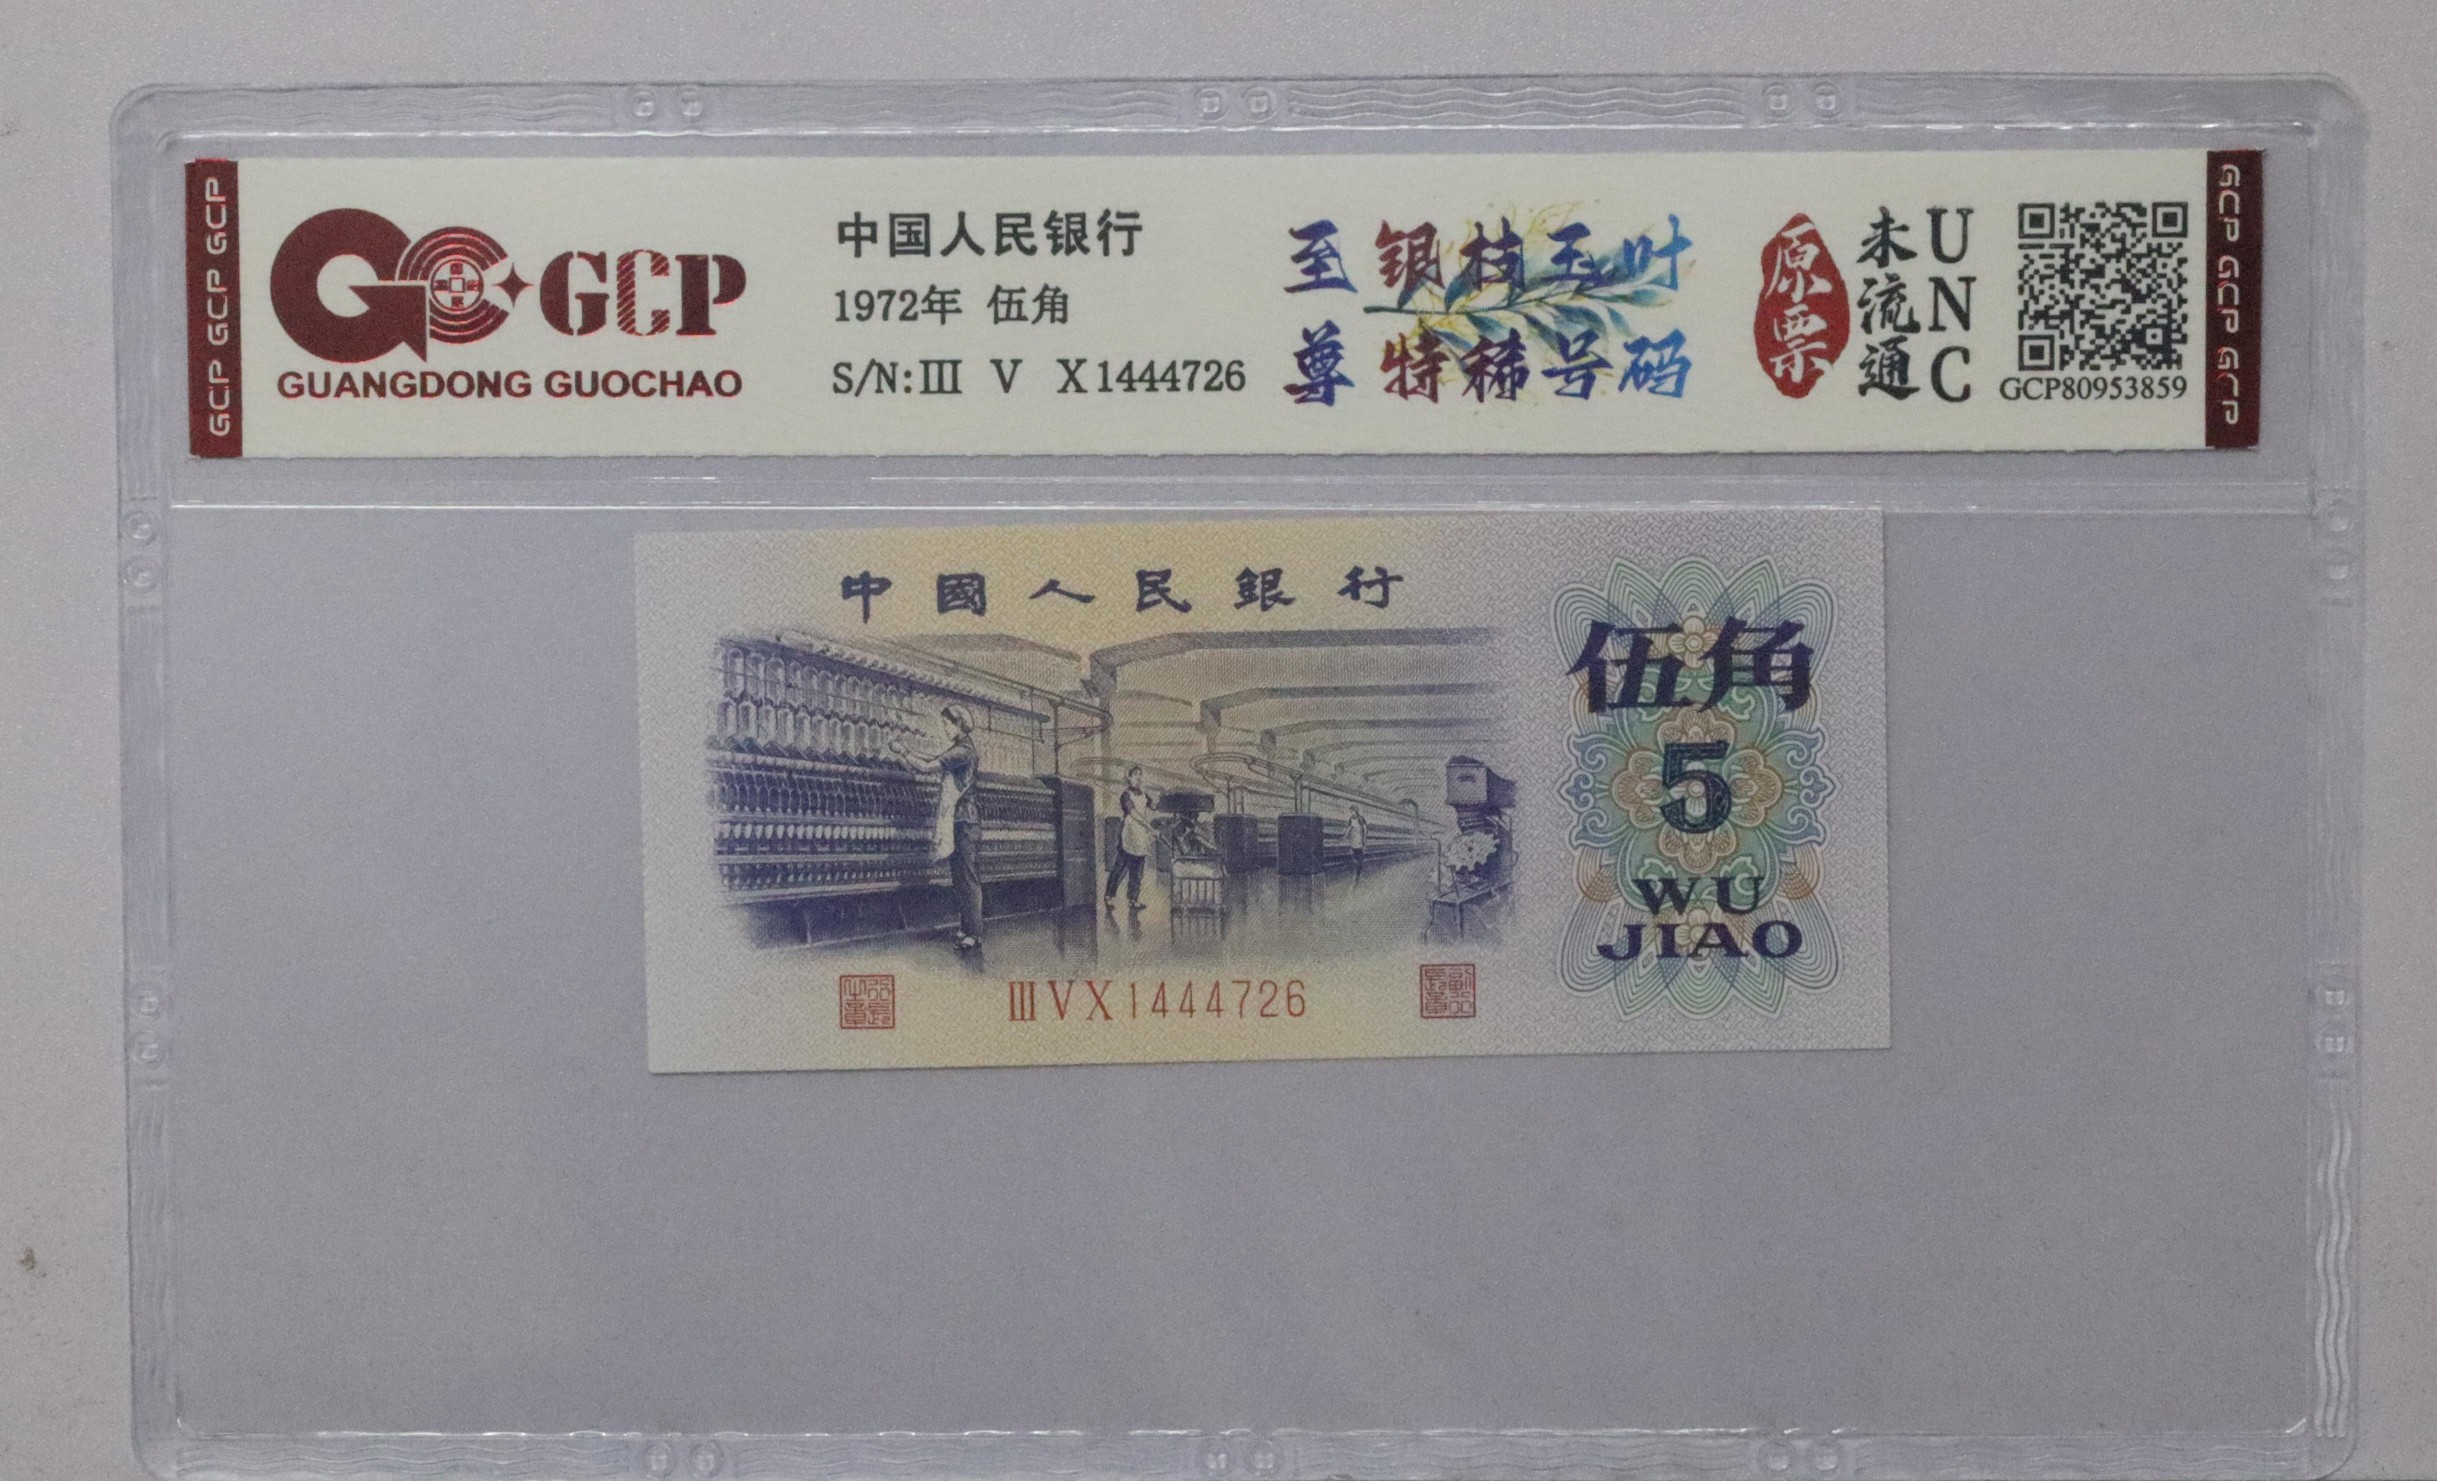 GCP GCP GCP
GCP
GUANGDONG GUOCHAO
中国人民银行
1972年 伍角
S/N:Ⅲ V X1444726
至尊
银枝玉叶
特稀号码
原票
未流通
UNC
GCP80953859
GCP GCP GCP
中國人民銀行
伍角
5
WU
JIAO
ⅢVX1444726